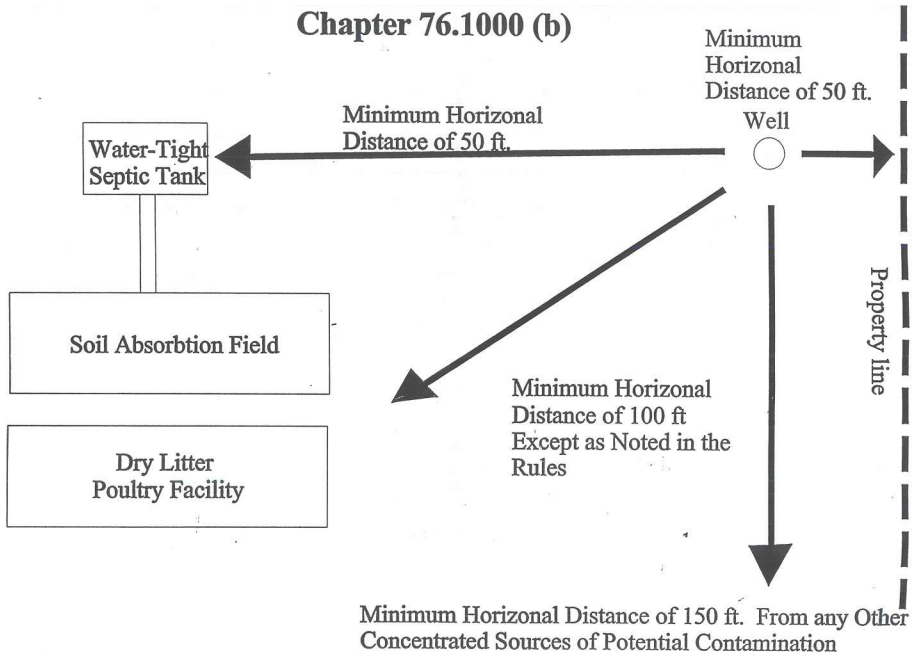 Chapter 76.1000 (b)
Minimum
Horizonal
Distance of 50 ft.
Well
Minimum Horizonal
Distance of 50 ft.
Water-Tight
Septic Tank
Property line
Soil Absorbtion Field
Minimum Horizonal
Distance of 100 ft
Except as Noted in the
Rules
Dry Litter
Poultry Facility
Minimum Horizonal Distance of 150 ft. From any Other
Concentrated Sources of Potential Contamination